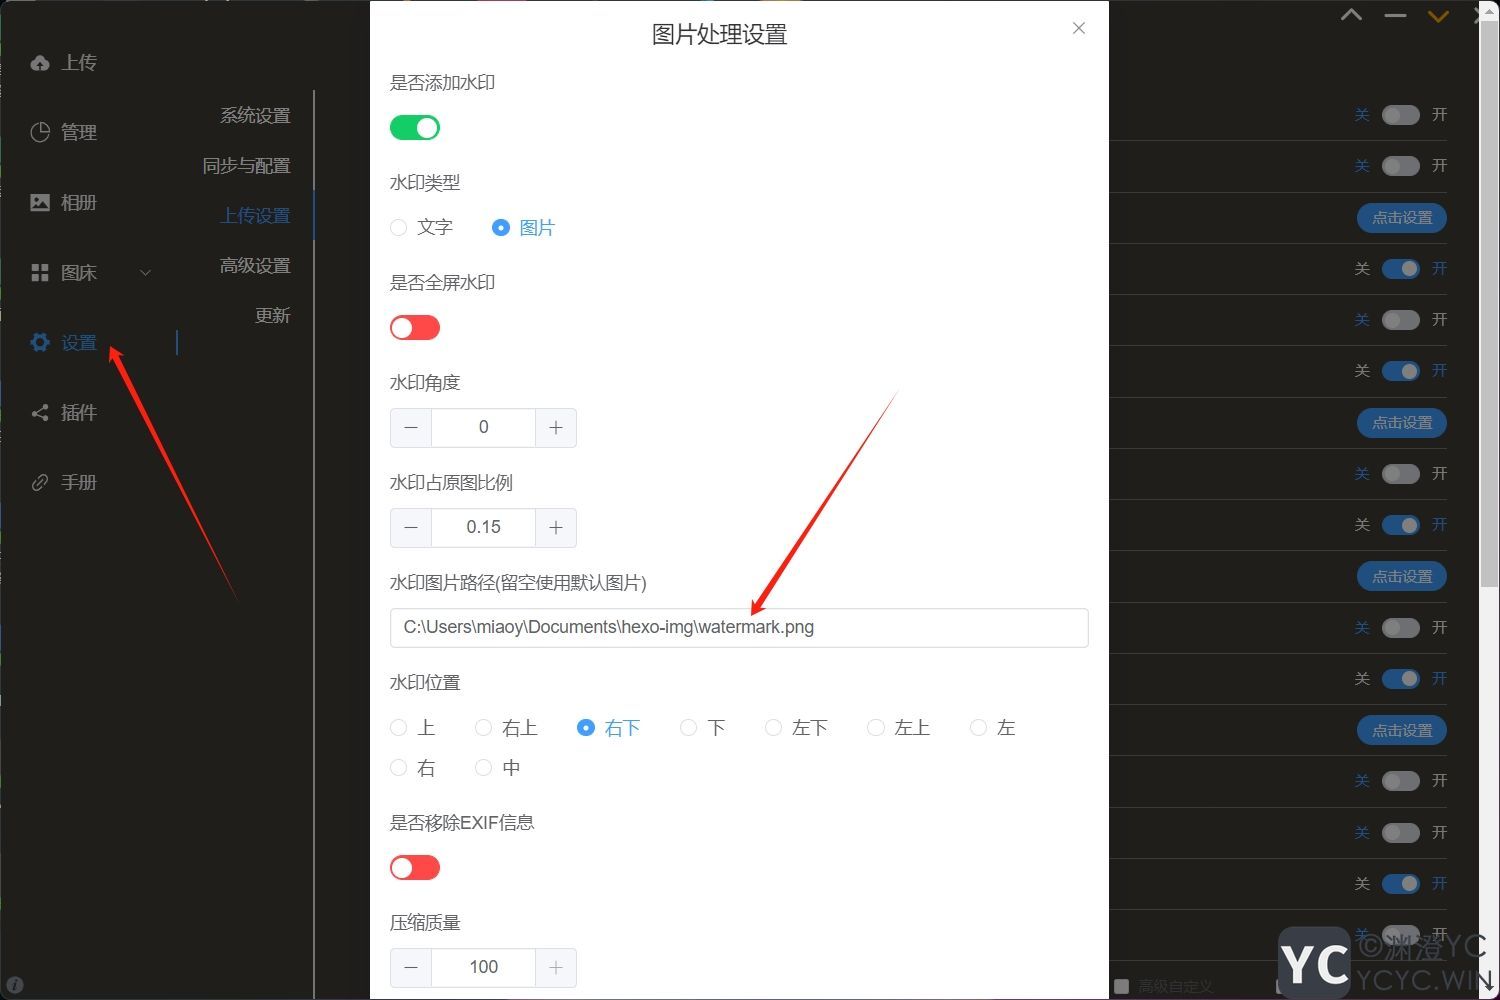 上传
管理
相册
图床
设置
插件
手册
系统设置
同步与配置
上传设置
高级设置
更新
图片处理设置
是否添加水印
水印类型
文字
图片
是否全屏水印
水印角度
0
水印占原图比例
0.15
水印图片路径(留空使用默认图片)
C:\Users\miaoy\Documents\hexo-img\watermark.png
水印位置
上 右上 右下 下 左下 左上 左
右 中
是否移除EXIF信息
压缩质量
100
关 开
关 开
点击设置
关 开
关 开
关 开
点击设置
关 开
关 开
点击设置
关 开
关 开
点击设置
关 开
关 开
关 开
关 开
高级自定义
YC
©渊澄YC
YCYC.WIN